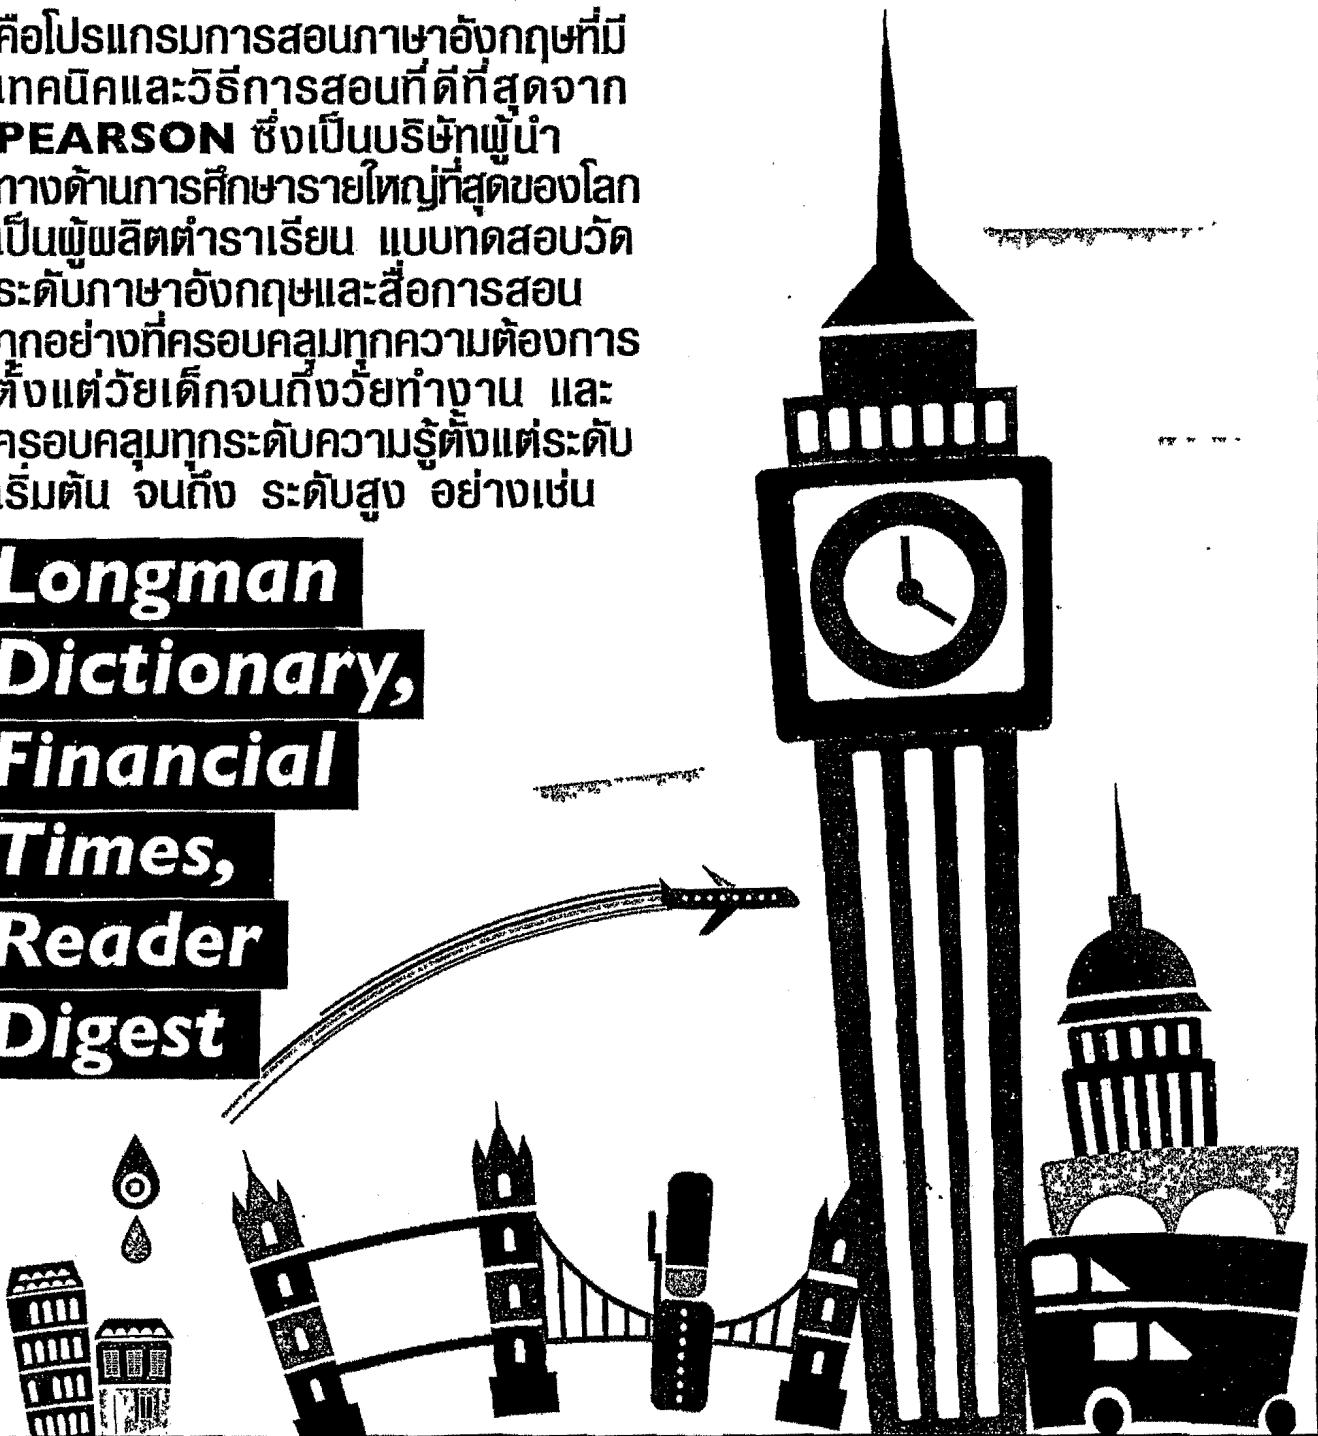 คือโปรแกรมการสอนภาษาอังกฤษที่มี
เทคนิคและวิธีการสอนที่ดีที่สุดจาก
PEARSON ซึ่งเป็นบริษัทผู้นำ
ทางด้านการศึกษารายใหญ่ที่สุดของโลก
เป็นผู้ผลิตตำราเรียน แบบทดสอบวัด
ระดับภาษาอังกฤษและสื่อการสอน
ทุกอย่างที่ครอบคลุมทุกความต้องการ
ตั้งแต่วัยเด็กจนถึงวัยทำงาน และ
ครอบคลุมทุกระดับความรู้ตั้งแต่ระดับ
เริ่มต้น จนถึง ระดับสูง อย่างเช่น
Longman
Dictionary,
Financial
Times,
Reader
Digest